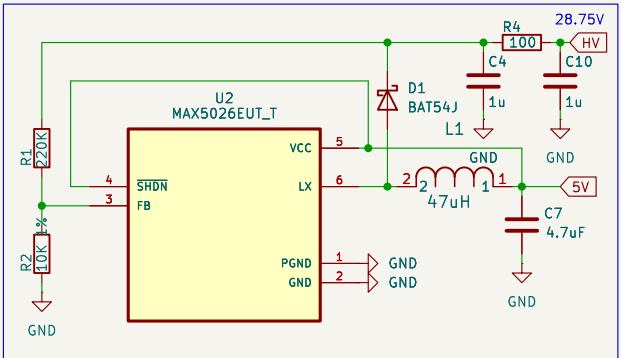 28.75V
R4
100
HV
C4
1u
C10
1u
GND
GND
D1
BAT54J
U2
MAX5026EUT_T
R1
220K
VCC
5
L1
4
SHDN
3
FB
LX
6
2
2
1
1
47uH
5V
C7
4.7uF
GND
R2
10K 1%
GND
PGND
1
GND
GND
2
GND